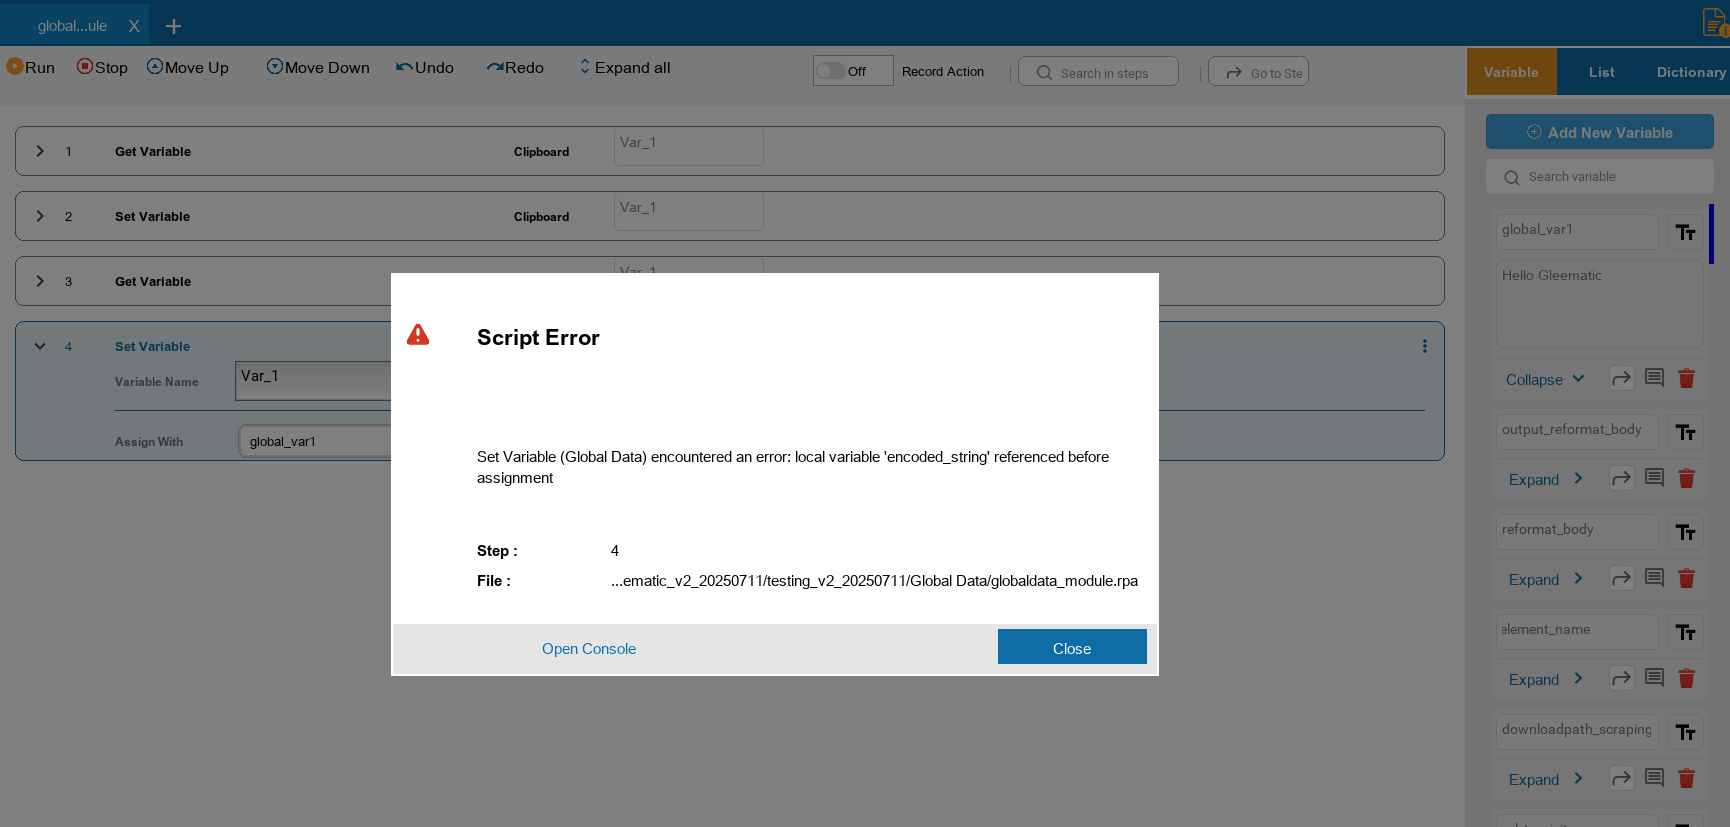 global...ule X +
Run Stop Move Up Move Down Undo Redo Expand all Off Record Action Search in steps Go to Ste
Variable List Dictionary
1 Get Variable Clipboard Var_1
2 Set Variable Clipboard Var_1
3 Get Variable
4 Set Variable
Variable Name Var_1
Assign With global_var1
Script Error
Set Variable (Global Data) encountered an error: local variable 'encoded_string' referenced before
assignment
Step : 4
File : ...ematic_v2_20250711/testing_v2_20250711/Global Data/globaldata_module.rpa
Open Console Close
Add New Variable
Search variable
global_var1
Hello Gleematic
Collapse
output_reformat_body
Expand
reformat_body
Expand
element_name
Expand
downloadpath_scraping
Expand